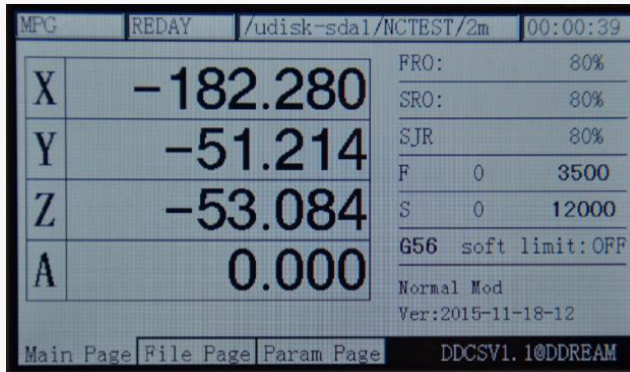 MPG REDAY /udisk-sda1/NCTEST/2m 00:00:39
X -182.280
Y -51.214
Z -53.084
A 0.000
FRO: 80%
SRO: 80%
SJR 80%
F 0 3500
S 0 12000
G56 soft limit:OFF
Normal Mod
Ver:2015-11-18-12
Main Page File Page Param Page DDCSV1.1@DDREAM